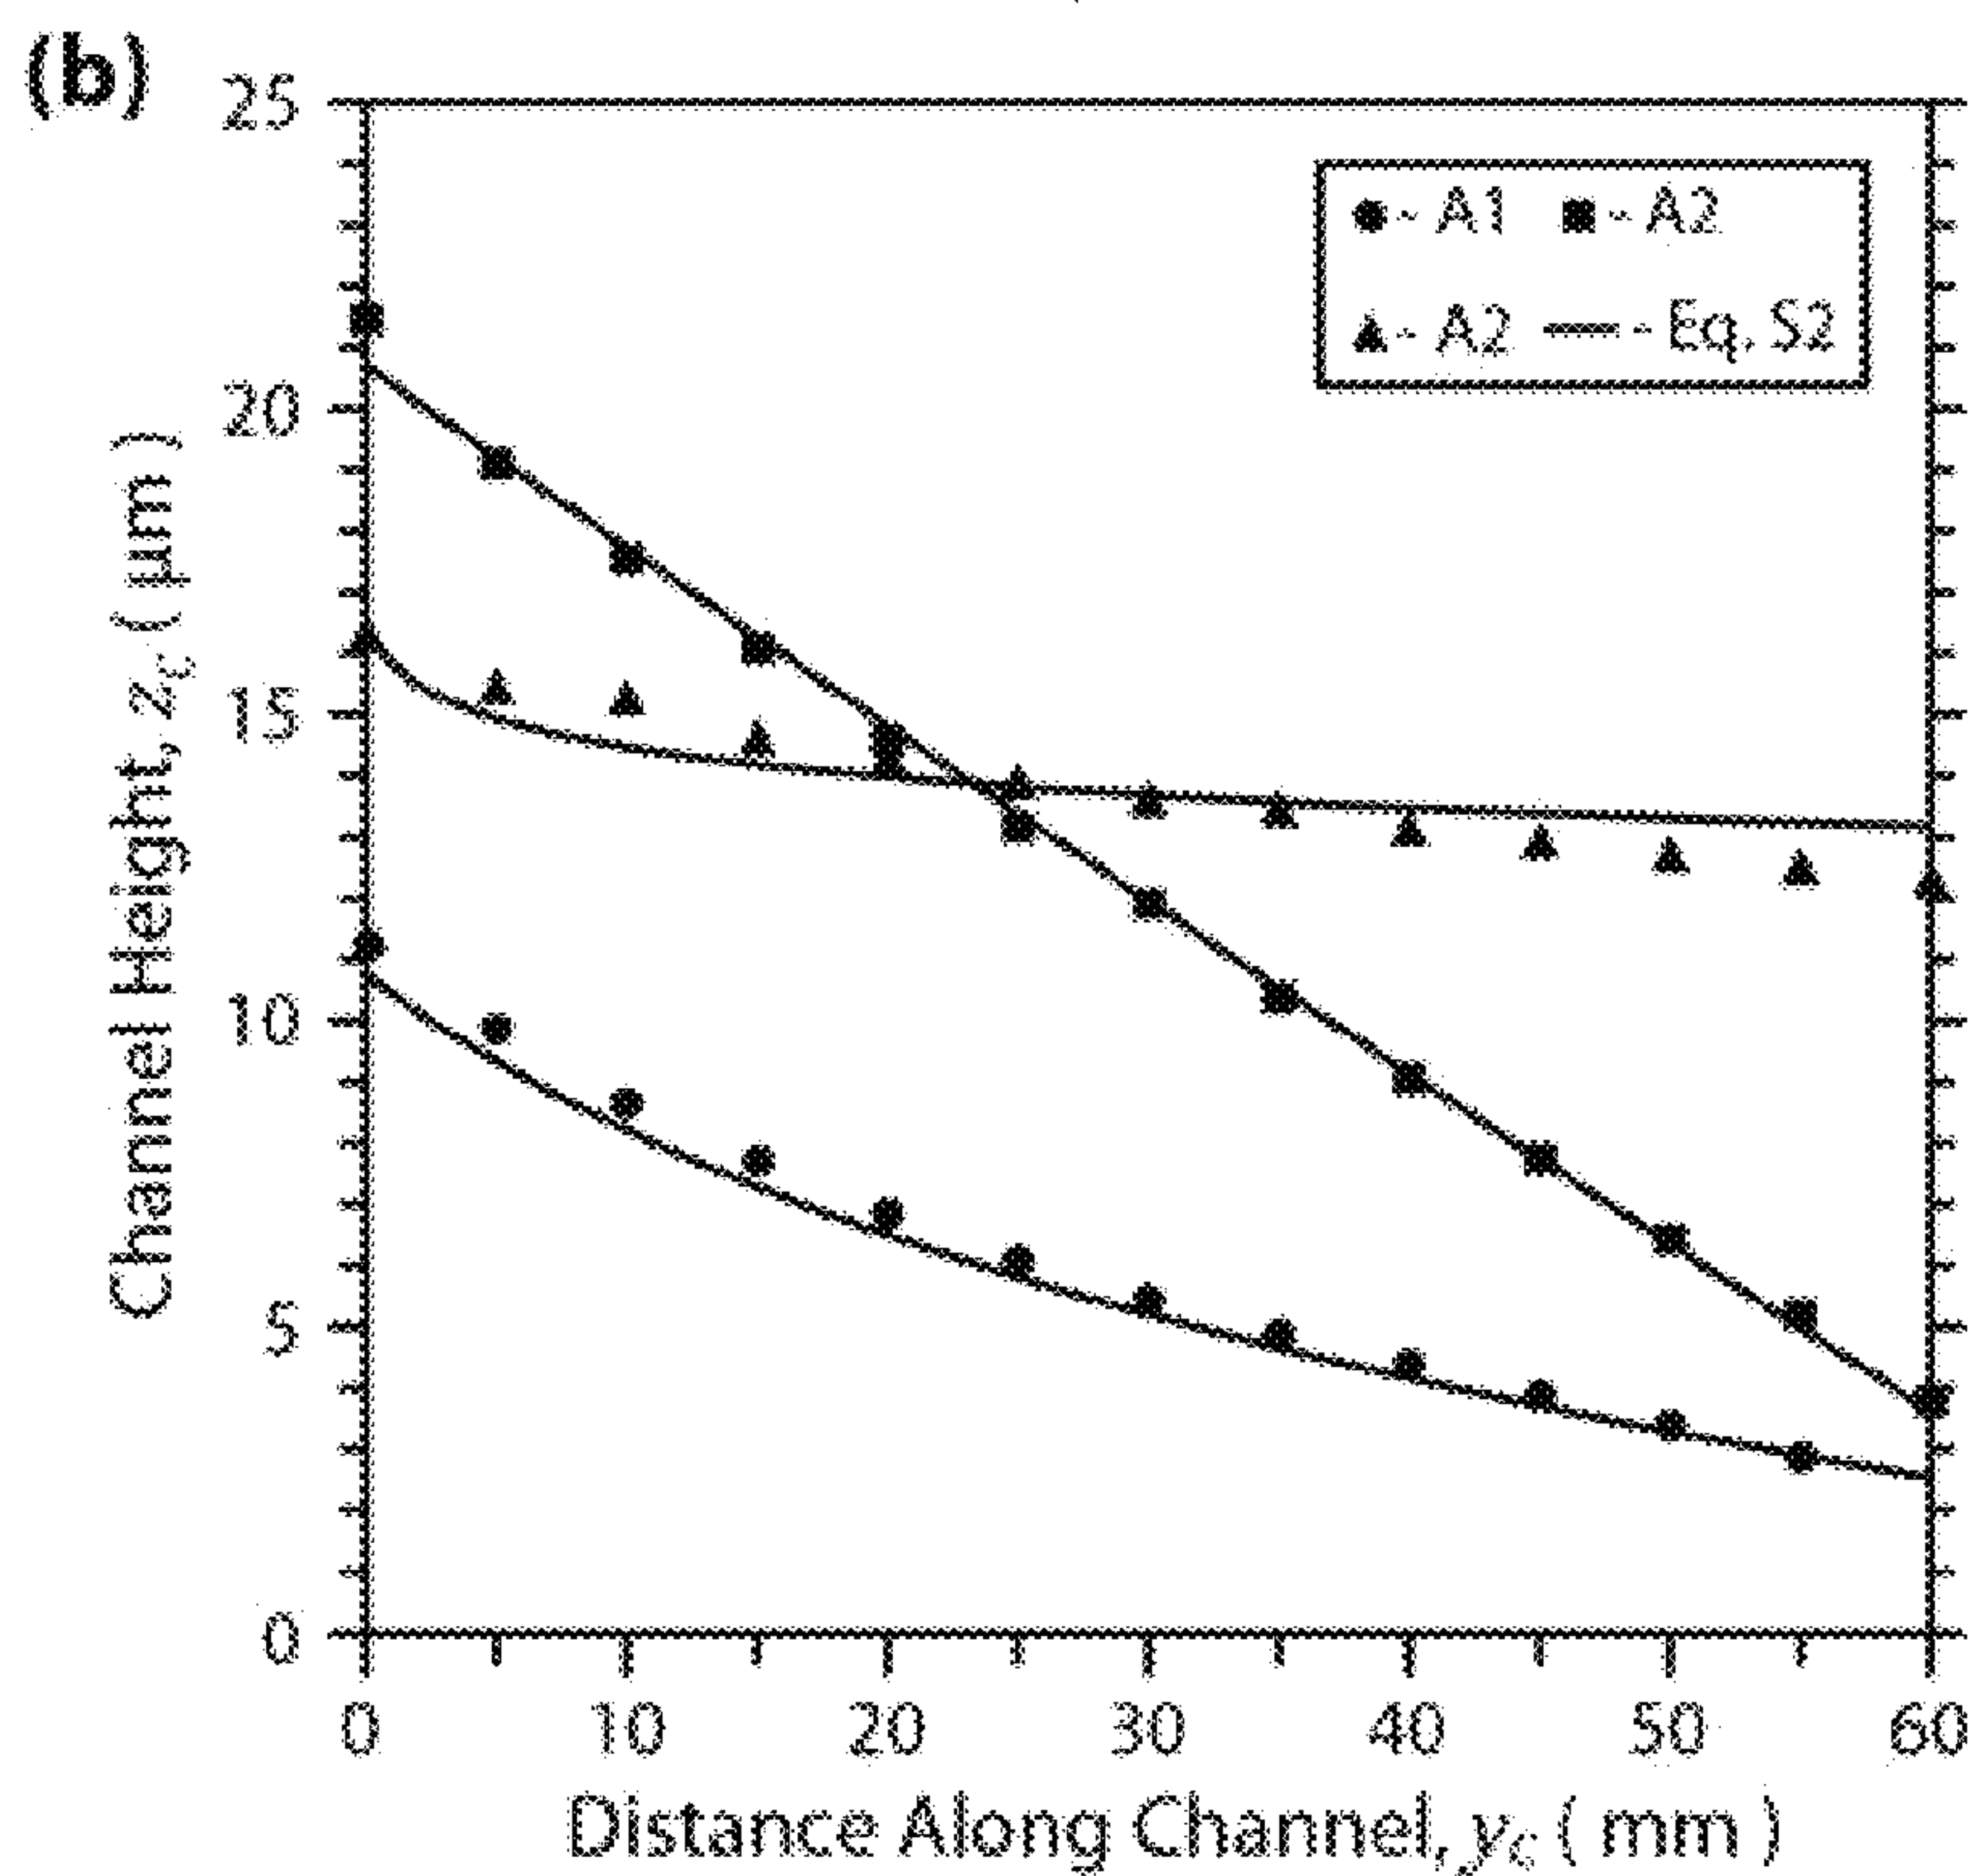 (b)
25
20
15
10
5
0
Channel Height, z_c ( µm )
● - A1 ■ - A2
▲ - A2 — - Eq. S2
0 10 20 30 40 50 60
Distance Along Channel, y_c ( mm )